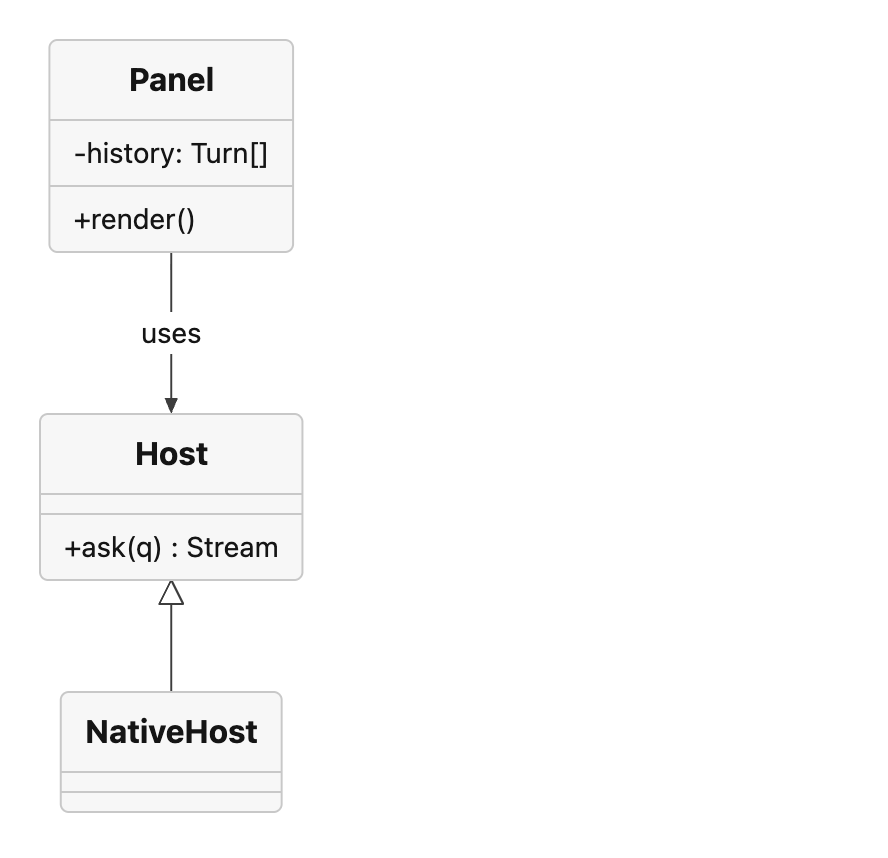 Panel
-history: Turn[]
+render()
uses
Host
+ask(q) : Stream
NativeHost